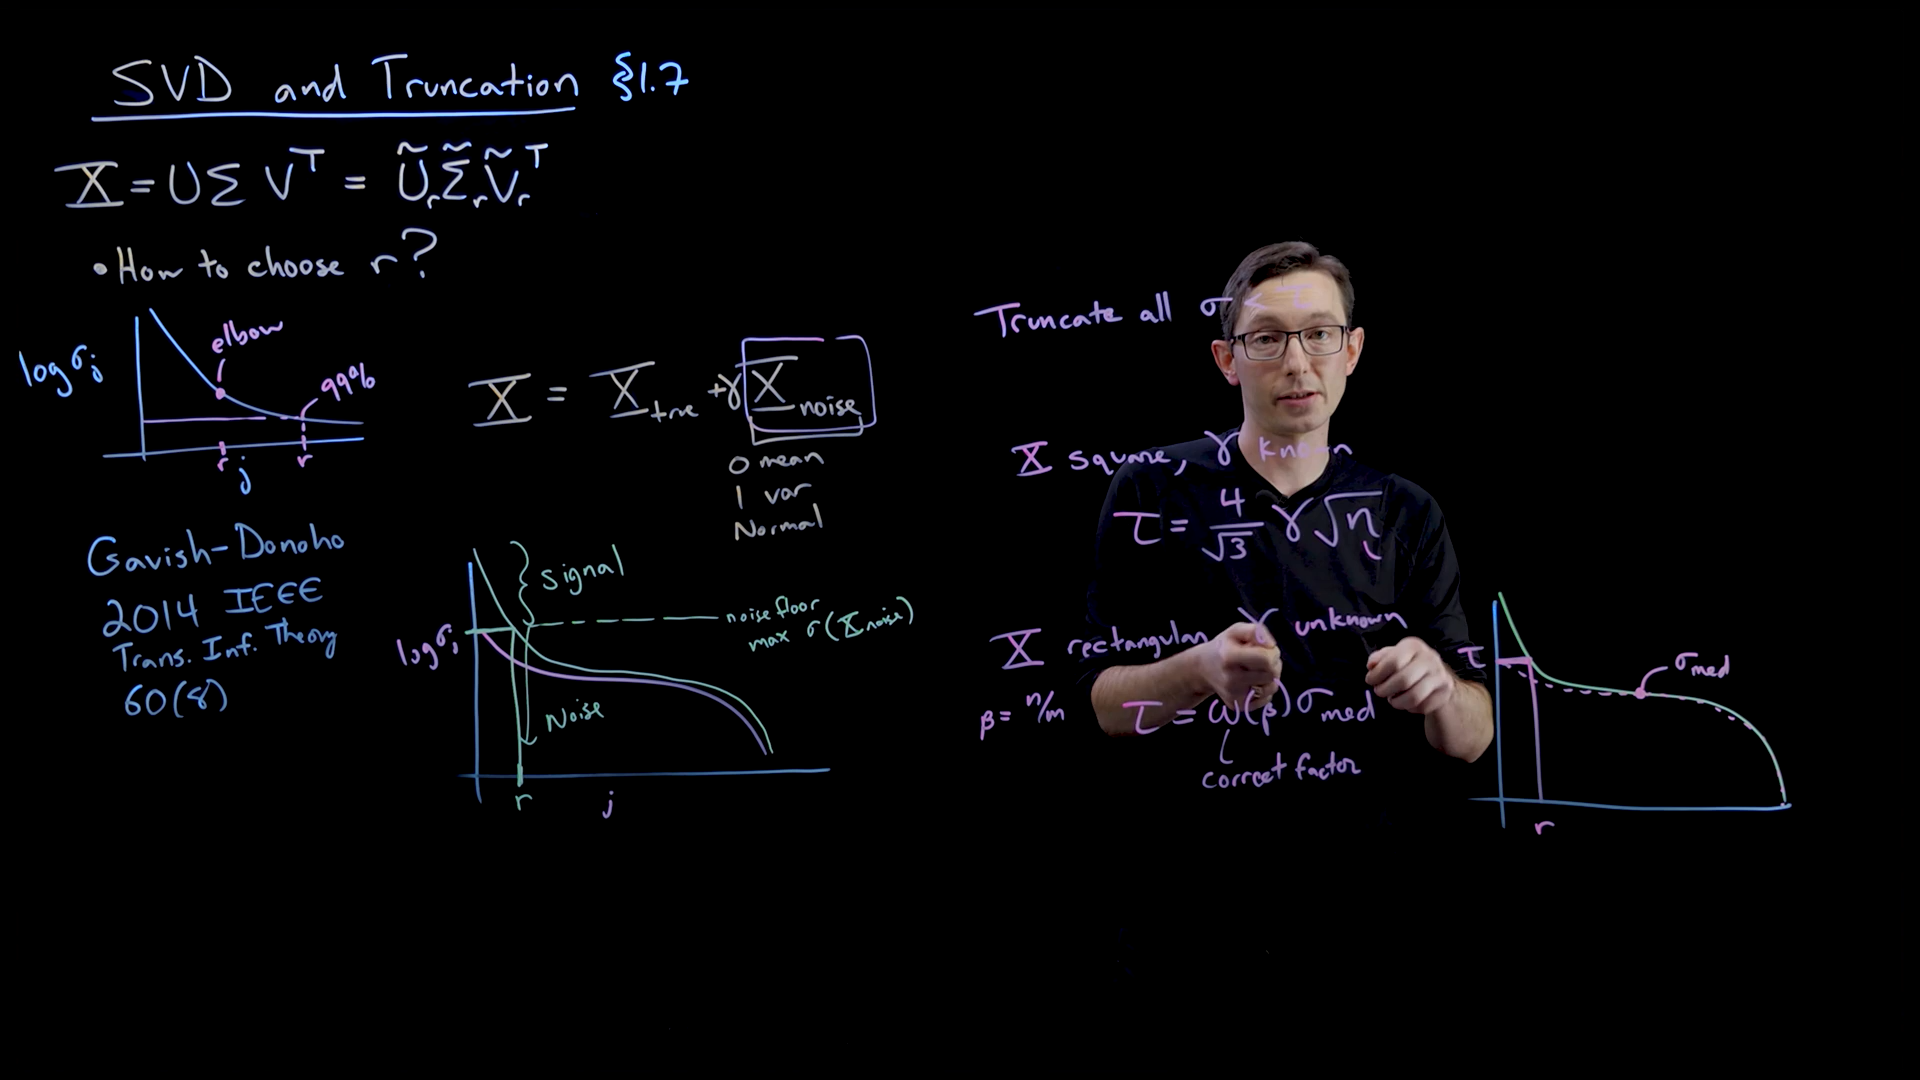 SVD and Truncation §1.7
X = UΣV^T = Ũ_r Σ̃_r Ṽ_r^T
• How to choose r?
log σ_j
elbow
99%
r
r
j
Gavish-Donoho
2014 IEEE
Trans. Inf. Theory
60(8)
X = X_true + γ X_noise
0 mean
1 var
Normal
signal
noise floor
max σ(X_noise)
log σ_j
Noise
r
j
Truncate all σ < τ
X square, γ known
τ = 4/√3 γ √n
X rectangular γ unknown
β = n/m
τ = ω(β) σ_med
correct factor
τ
σ_med
r